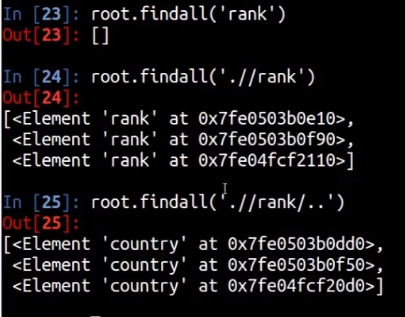 In [23]: root.findall('rank')
Out[23]: []
In [24]: root.findall('.//rank')
Out[24]:
[<Element 'rank' at 0x7fe0503b0e10>,
 <Element 'rank' at 0x7fe0503b0f90>,
 <Element 'rank' at 0x7fe04fcf2110>]
In [25]: root.findall('.//rank/..')
Out[25]:
[<Element 'country' at 0x7fe0503b0dd0>,
 <Element 'country' at 0x7fe0503b0f50>,
 <Element 'country' at 0x7fe04fcf20d0>]